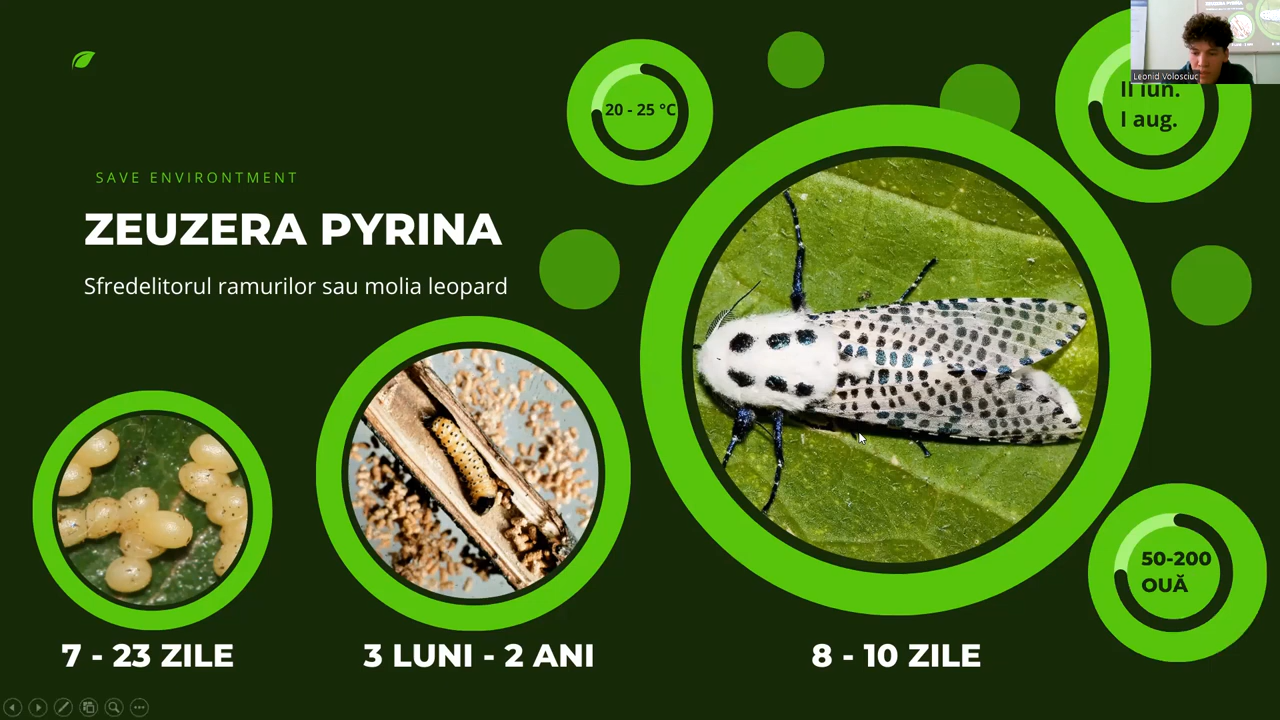 Leonid Volosciuc
20 - 25 °C
II iun.
I aug.
SAVE ENVIRONTMENT
ZEUZERA PYRINA
Sfredelitorul ramurilor sau molia leopard
50-200
OUĂ
7 - 23 ZILE
3 LUNI - 2 ANI
8 - 10 ZILE